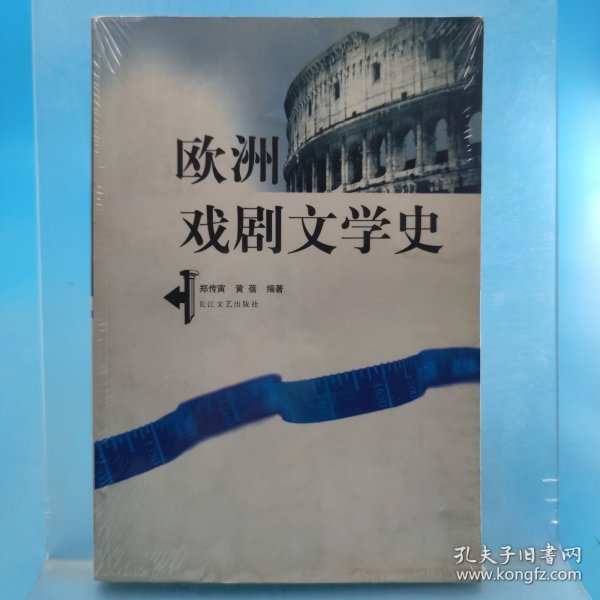 欧洲
戏剧文学史
郑传寅 黄蓓 编著
长江文艺出版社
孔夫子旧书网
www.kongfz.com